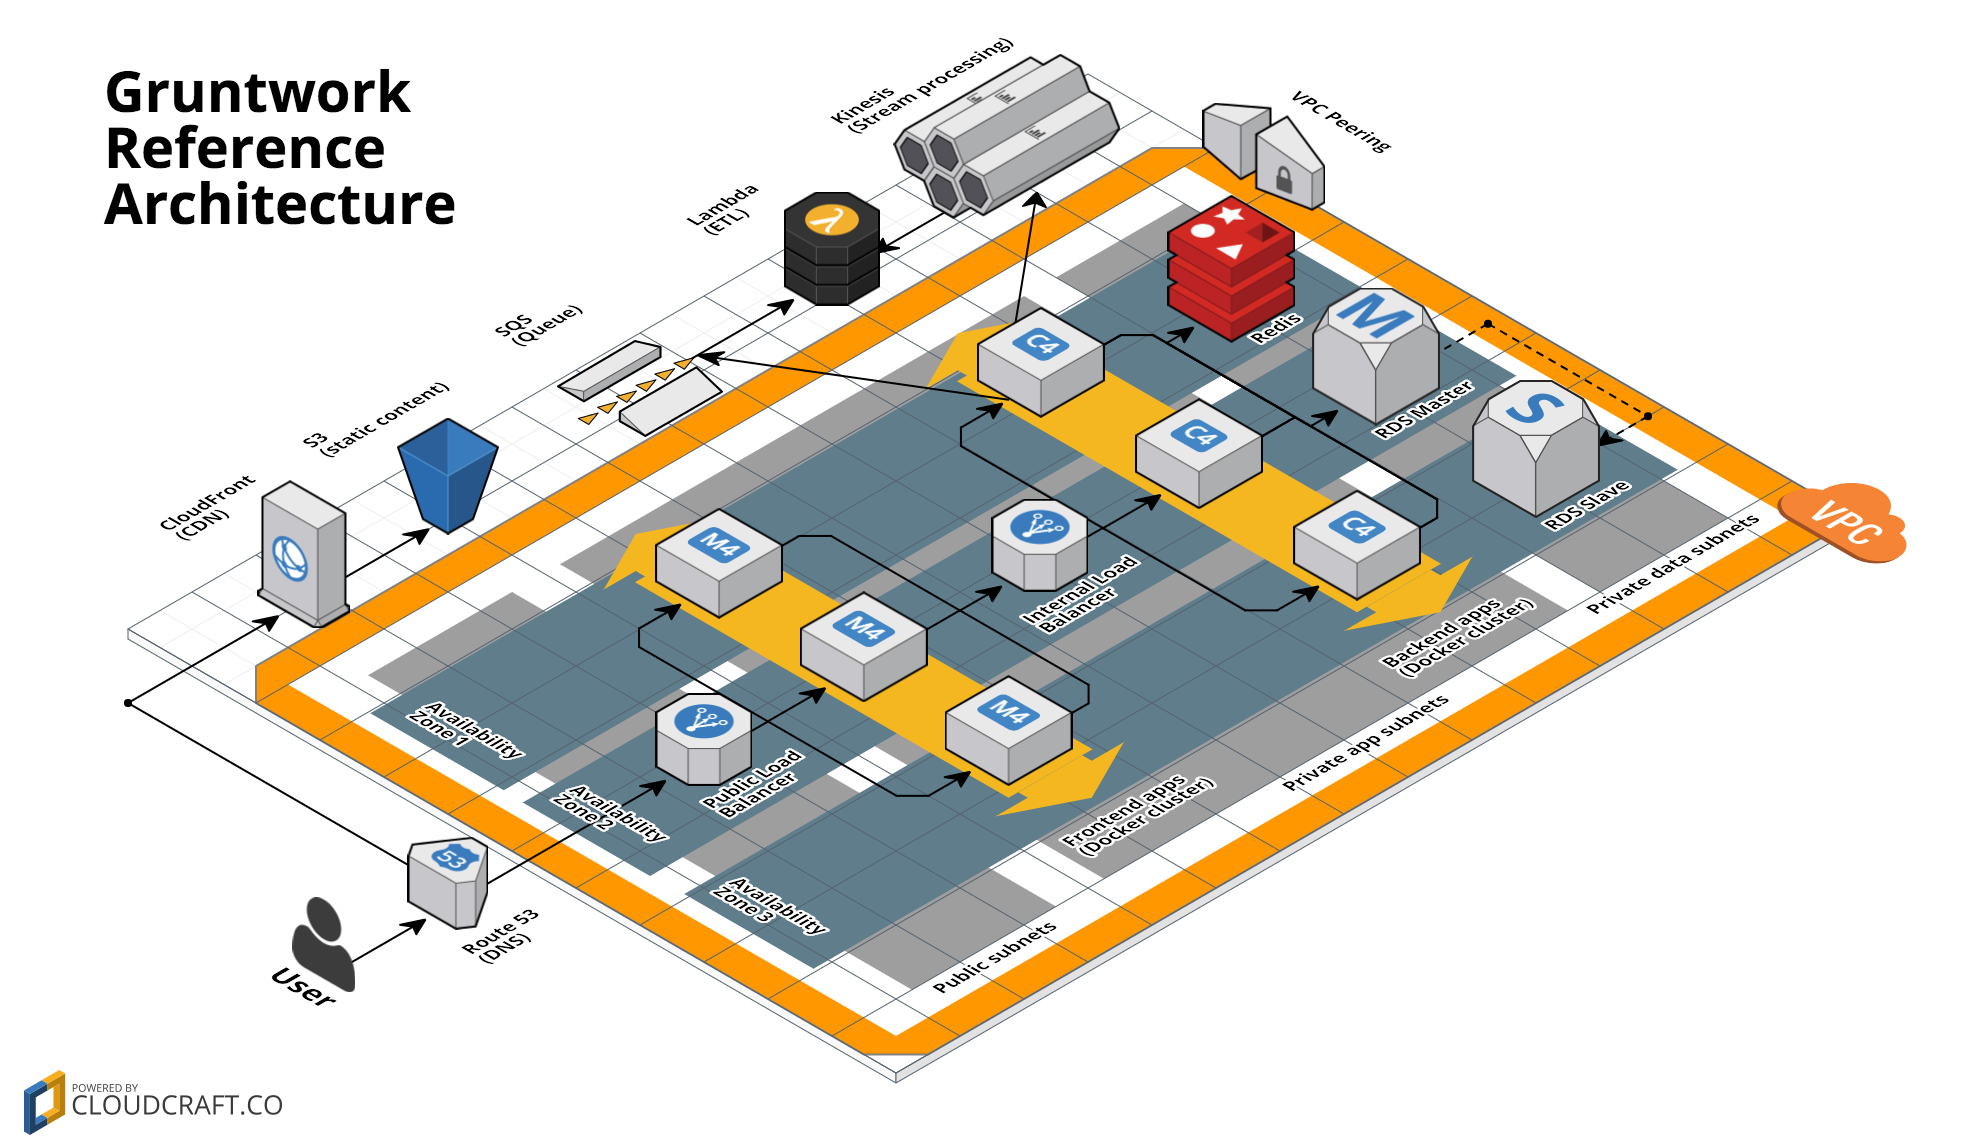 Gruntwork
Reference
Architecture
Kinesis
(Stream processing)
VPC Peering
Lambda
(ETL)
SQS
(Queue)
S3
(static content)
CloudFront
(CDN)
Redis
M
RDS Master
S
RDS Slave
C4
C4
C4
VPC
M4
M4
M4
Internal Load
Balancer
Private data subnets
Backend apps
(Docker cluster)
Availability
Zone 1
Public Load
Balancer
Availability
Zone 2
Private app subnets
Frontend apps
(Docker cluster)
Availability
Zone 3
Public subnets
53
Route 53
(DNS)
User
λ
POWERED BY
CLOUDCRAFT.CO